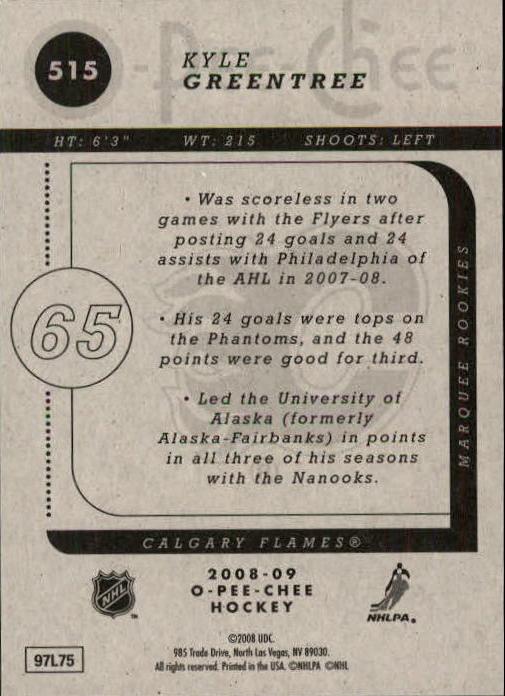 O-Pee-Chee®
515
KYLE
GREENTREE
HT: 6'3" WT: 215 SHOOTS: LEFT
• Was scoreless in two
games with the Flyers after
posting 24 goals and 24
assists with Philadelphia of
the AHL in 2007-08.
• His 24 goals were tops on
the Phantoms, and the 48
points were good for third.
• Led the University of
Alaska (formerly
Alaska-Fairbanks) in points
in all three of his seasons
with the Nanooks.
65
MARQUEE ROOKIES
CALGARY FLAMES®
NHL
™
2008-09
O-PEE-CHEE
HOCKEY
NHLPA®
©2008 UDC.
985 Trade Drive, North Las Vegas, NV 89030.
All rights reserved. Printed in the USA. ©NHLPA ©NHL
97L75